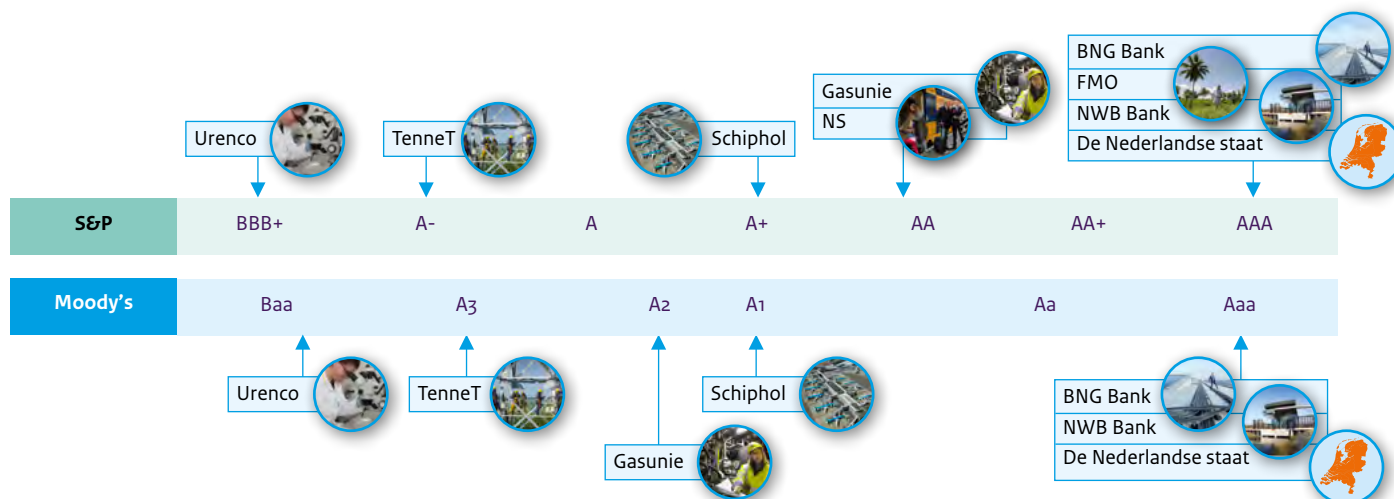 BNG Bank
FMO
NWB Bank
De Nederlandse staat
Gasunie
NS
Urenco
TenneT
Schiphol
S&P BBB+ A- A A+ AA AA+ AAA
Moody's Baa A3 A2 A1 Aa Aaa
Urenco
TenneT
Schiphol
Gasunie
BNG Bank
NWB Bank
De Nederlandse staat